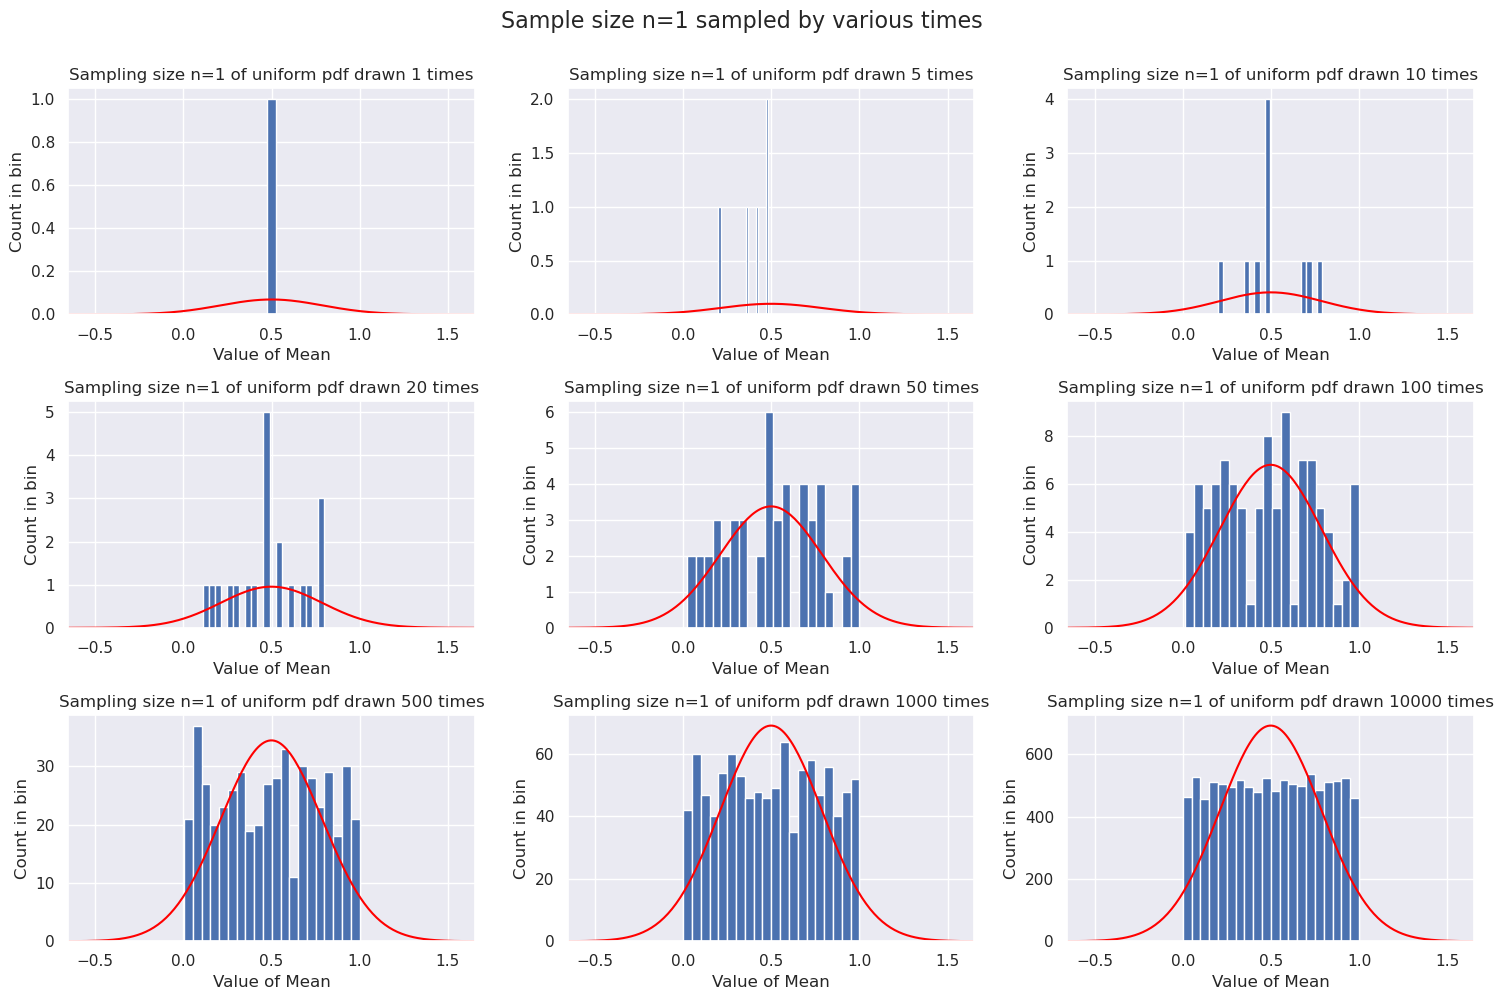 Sample size n=1 sampled by various times
Sampling size n=1 of uniform pdf drawn 1 times
1.0
0.8
0.6
0.4
0.2
0.0
Count in bin
−0.5 0.0 0.5 1.0 1.5
Value of Mean
Sampling size n=1 of uniform pdf drawn 5 times
2.0
1.5
1.0
0.5
0.0
Count in bin
−0.5 0.0 0.5 1.0 1.5
Value of Mean
Sampling size n=1 of uniform pdf drawn 10 times
4
3
2
1
0
Count in bin
−0.5 0.0 0.5 1.0 1.5
Value of Mean
Sampling size n=1 of uniform pdf drawn 20 times
5
4
3
2
1
0
Count in bin
−0.5 0.0 0.5 1.0 1.5
Value of Mean
Sampling size n=1 of uniform pdf drawn 50 times
6
5
4
3
2
1
0
Count in bin
−0.5 0.0 0.5 1.0 1.5
Value of Mean
Sampling size n=1 of uniform pdf drawn 100 times
8
6
4
2
0
Count in bin
−0.5 0.0 0.5 1.0 1.5
Value of Mean
Sampling size n=1 of uniform pdf drawn 500 times
30
20
10
0
Count in bin
−0.5 0.0 0.5 1.0 1.5
Value of Mean
Sampling size n=1 of uniform pdf drawn 1000 times
60
40
20
0
Count in bin
−0.5 0.0 0.5 1.0 1.5
Value of Mean
Sampling size n=1 of uniform pdf drawn 10000 times
600
400
200
0
Count in bin
−0.5 0.0 0.5 1.0 1.5
Value of Mean